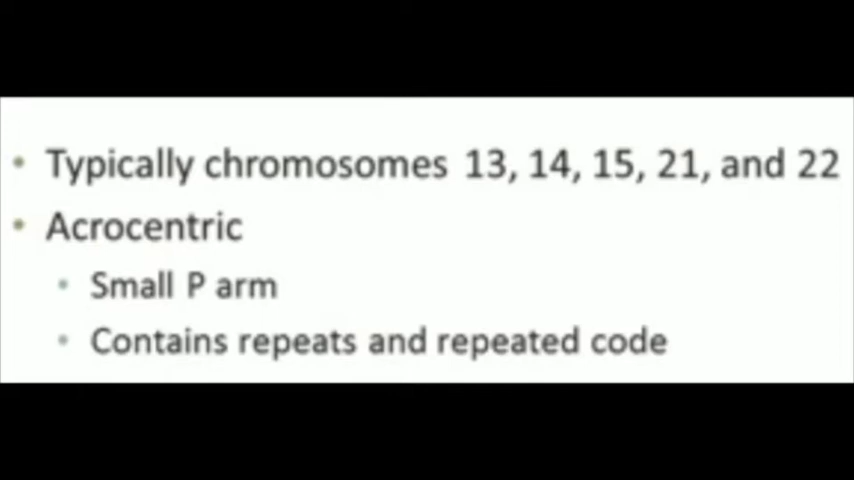 • Typically chromosomes 13, 14, 15, 21, and 22
• Acrocentric
• Small P arm
• Contains repeats and repeated code